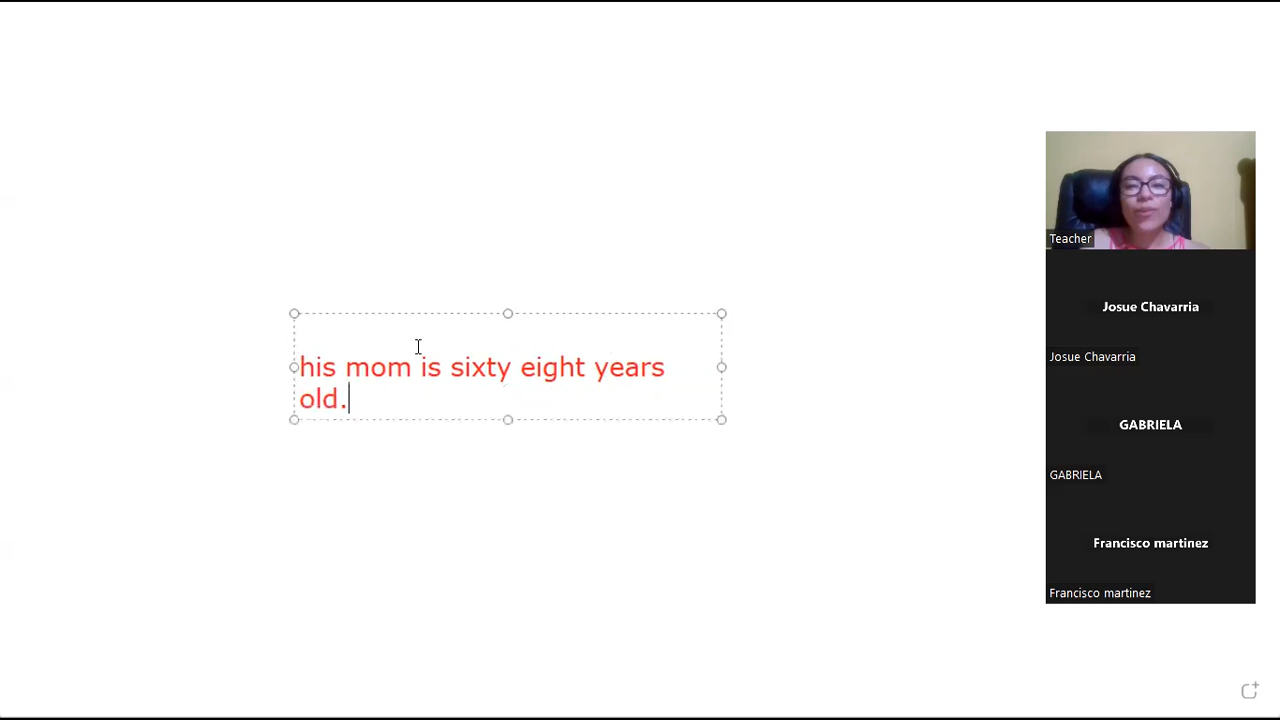 his mom is sixty eight years
old.
Teacher
Josue Chavarria
Josue Chavarria
GABRIELA
GABRIELA
Francisco martinez
Francisco martinez